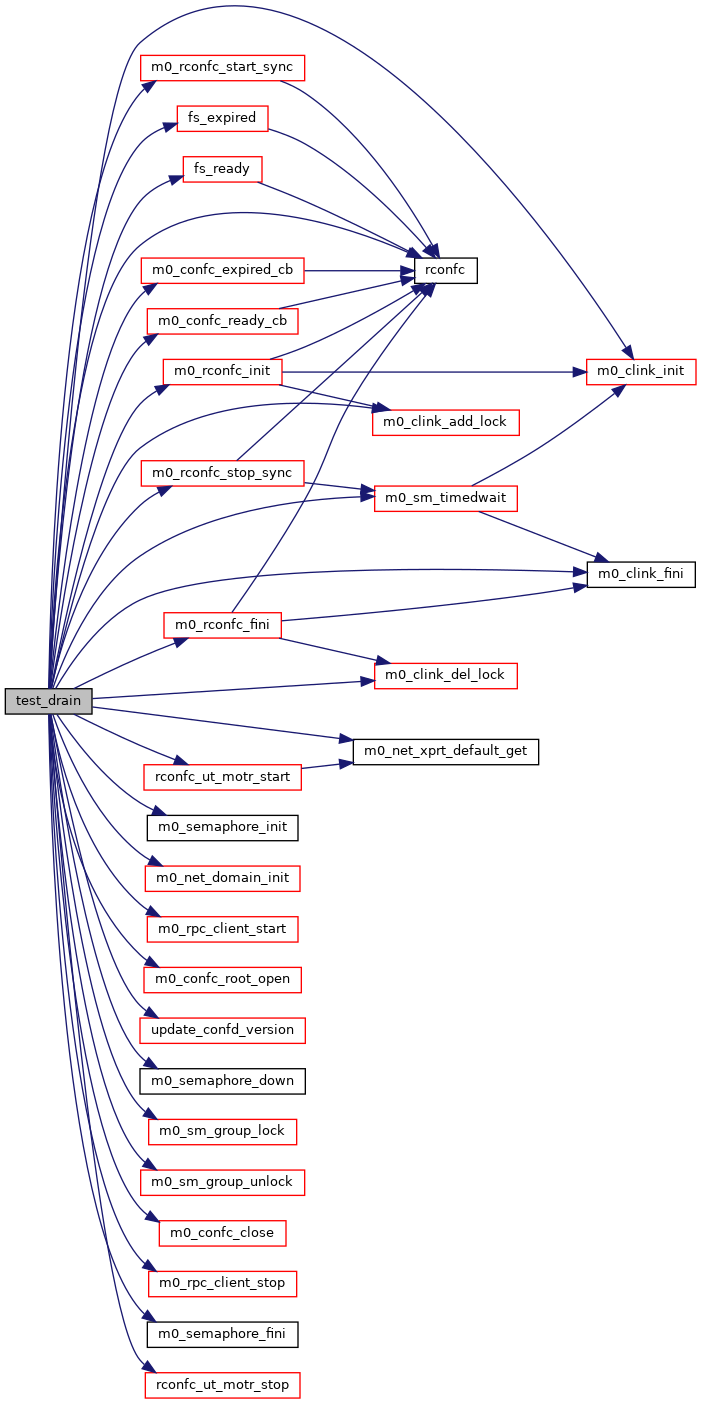 m0_rconfc_start_sync
fs_expired
fs_ready
m0_confc_expired_cb
rconfc
m0_confc_ready_cb
m0_rconfc_init
m0_clink_init
m0_clink_add_lock
m0_rconfc_stop_sync
m0_sm_timedwait
m0_clink_fini
m0_rconfc_fini
m0_clink_del_lock
test_drain
m0_net_xprt_default_get
rconfc_ut_motr_start
m0_semaphore_init
m0_net_domain_init
m0_rpc_client_start
m0_confc_root_open
update_confd_version
m0_semaphore_down
m0_sm_group_lock
m0_sm_group_unlock
m0_confc_close
m0_rpc_client_stop
m0_semaphore_fini
rconfc_ut_motr_stop